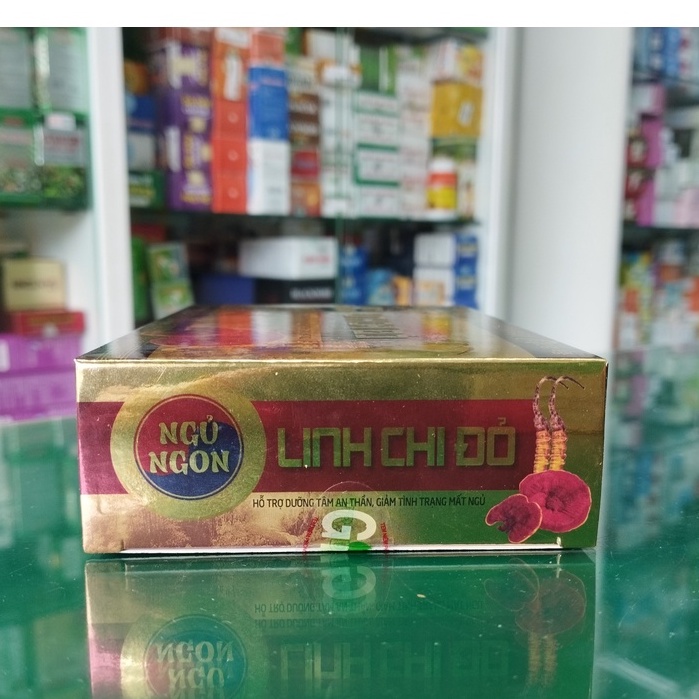 NGỦ
NGON
LINH CHI ĐỎ
HỖ TRỢ DƯỠNG TÂM AN THẦN, GIẢM TÌNH TRẠNG MẤT NGỦ